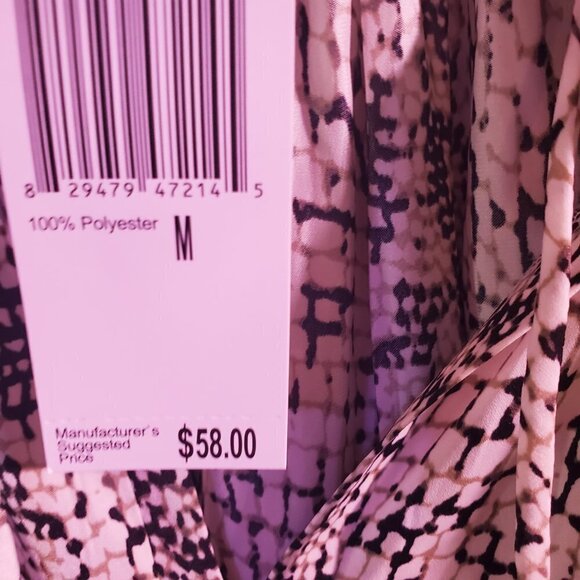 8 29479 47214 5
100% Polyester M
Manufacturer's
Suggested
Price
$58.00